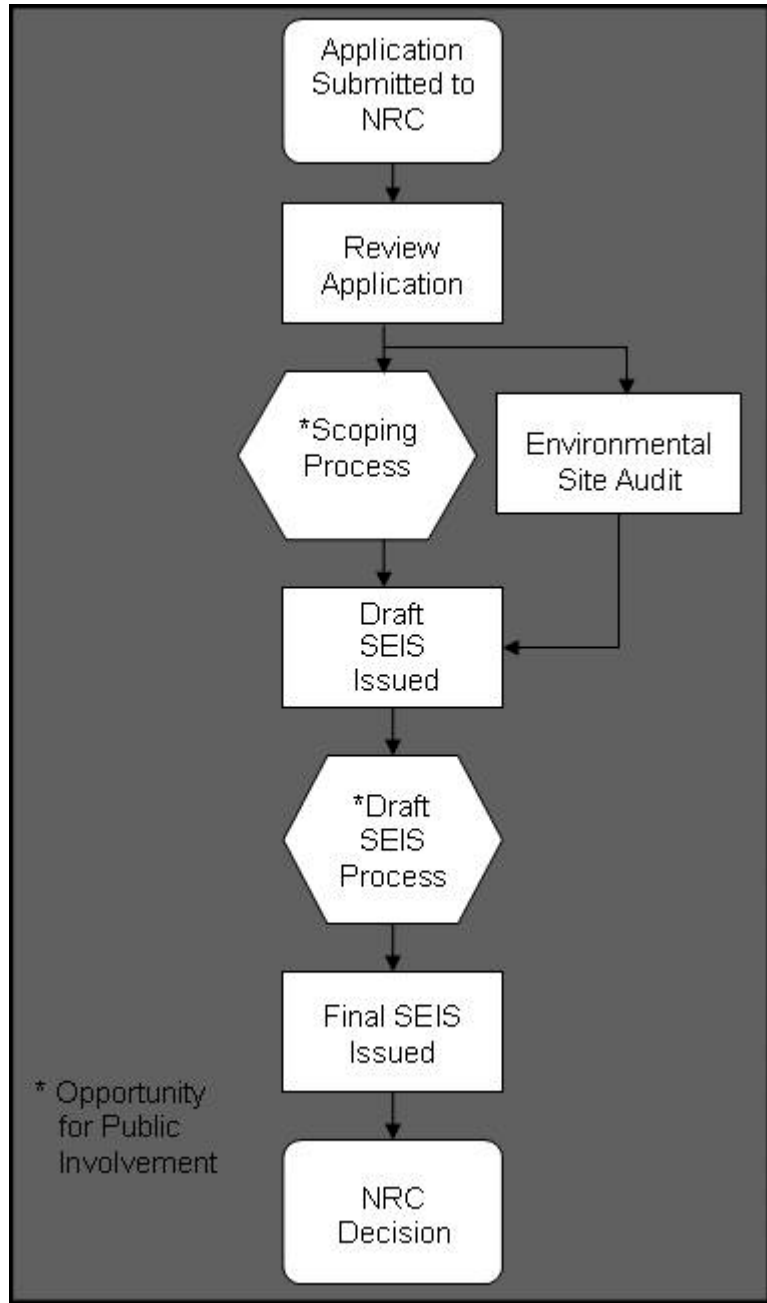 Application
Submitted to
NRC
Review
Application
*Scoping
Process
Environmental
Site Audit
Draft
SEIS
Issued
*Draft
SEIS
Process
Final SEIS
Issued
* Opportunity
for Public
Involvement
NRC
Decision